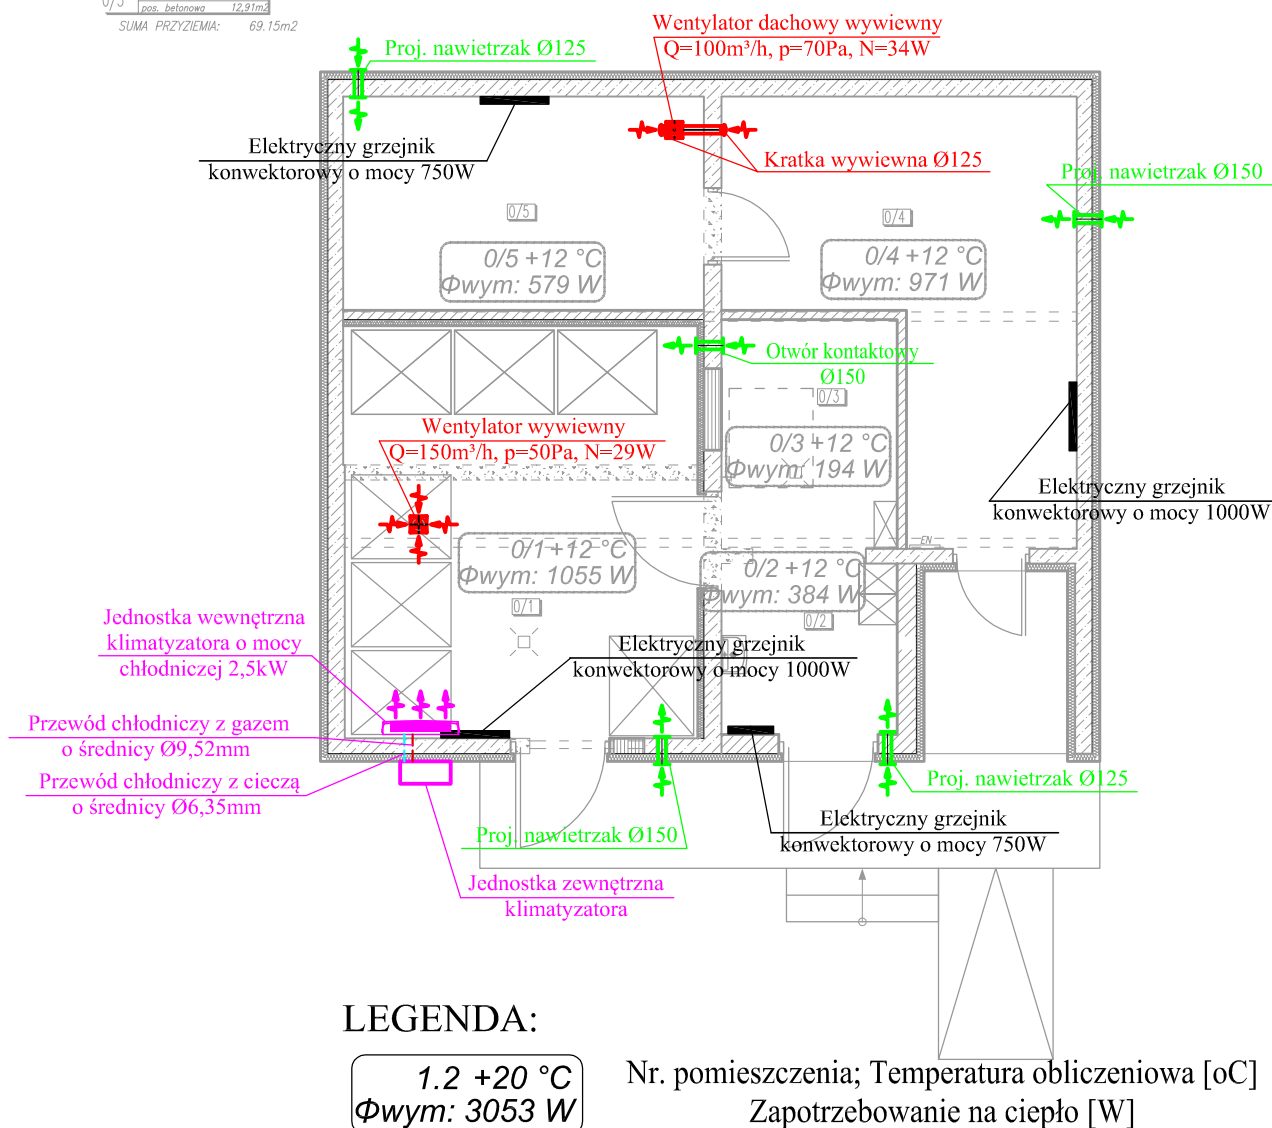 0/5
pos. betonowa 12,91m2
SUMA PRZYZIEMIA: 69.15m2
Wentylator dachowy wywiewny
Q=100m³/h, p=70Pa, N=34W
Proj. nawietrzak Ø125
Elektryczny grzejnik
konwektorowy o mocy 750W
Kratka wywiewna Ø125
Proj. nawietrzak Ø150
0/5
0/4
0/5 +12 °C
Φwym: 579 W
0/4 +12 °C
Φwym: 971 W
Otwór kontaktowy
Ø150
0/3
Wentylator wywiewny
Q=150m³/h, p=50Pa, N=29W
0/3 +12 °C
Φwym: 194 W
Elektryczny grzejnik
konwektorowy o mocy 1000W
EN
0/1 +12 °C
Φwym: 1055 W
0/2 +12 °C
Φwym: 384 W
0/1
0/2
Jednostka wewnętrzna
klimatyzatora o mocy
chłodniczej 2,5kW
Elektryczny grzejnik
konwektorowy o mocy 1000W
Przewód chłodniczy z gazem
o średnicy Ø9,52mm
Przewód chłodniczy z cieczą
o średnicy Ø6,35mm
Proj. nawietrzak Ø125
Elektryczny grzejnik
konwektorowy o mocy 750W
Proj. nawietrzak Ø150
Jednostka zewnętrzna
klimatyzatora
LEGENDA:
1.2 +20 °C
Φwym: 3053 W
Nr. pomieszczenia; Temperatura obliczeniowa [oC]
Zapotrzebowanie na ciepło [W]